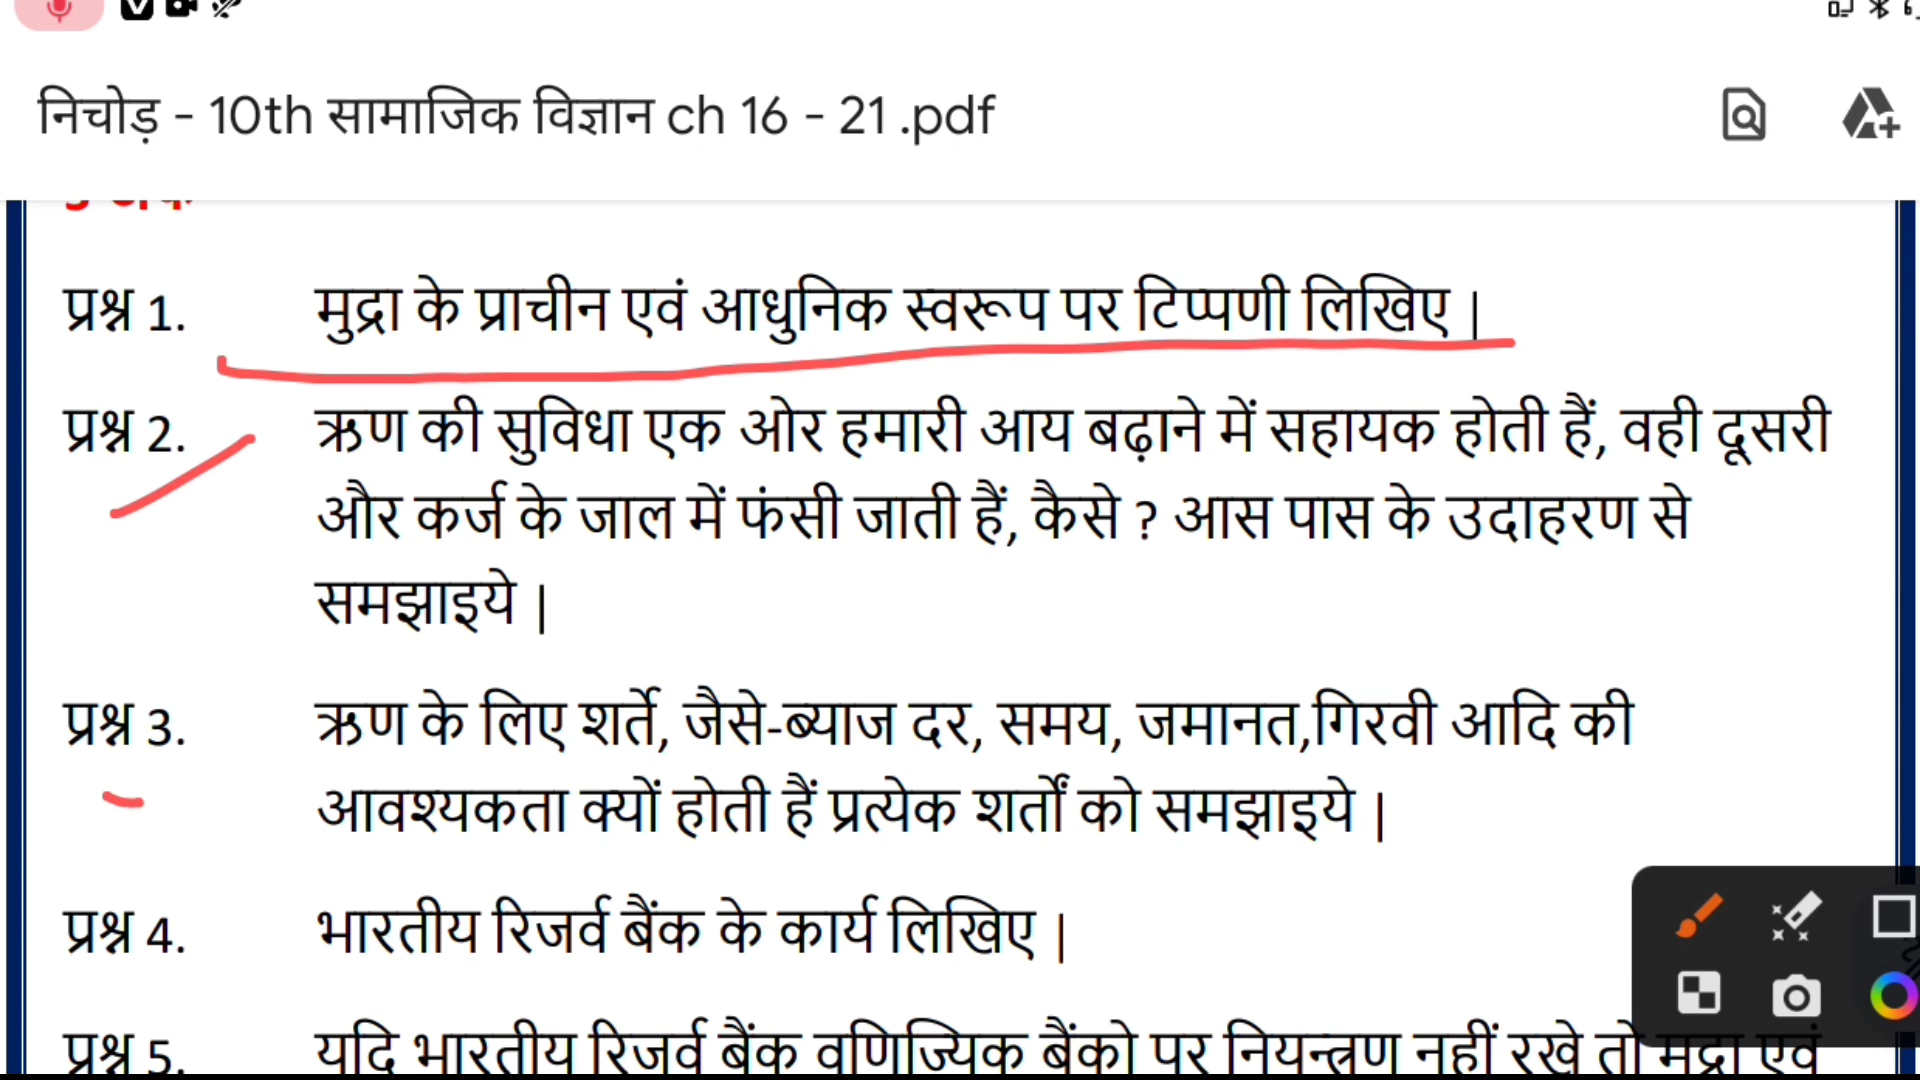 निचोड़ - 10th सामाजिक विज्ञान ch 16 - 21 .pdf
प्रश्न 1. मुद्रा के प्राचीन एवं आधुनिक स्वरूप पर टिप्पणी लिखिए |
प्रश्न 2. ऋण की सुविधा एक ओर हमारी आय बढ़ाने में सहायक होती हैं, वही दूसरी
और कर्ज के जाल में फंसी जाती हैं, कैसे ? आस पास के उदाहरण से
समझाइये |
प्रश्न 3. ऋण के लिए शर्ते, जैसे-ब्याज दर, समय, जमानत,गिरवी आदि की
आवश्यकता क्यों होती हैं प्रत्येक शर्तों को समझाइये |
प्रश्न 4. भारतीय रिजर्व बैंक के कार्य लिखिए |
प्रश्न 5. यदि भारतीय रिजर्व बैंक वणिज्यिक बैंको पर नियन्त्रण नहीं रखे तो मुद्रा एवं